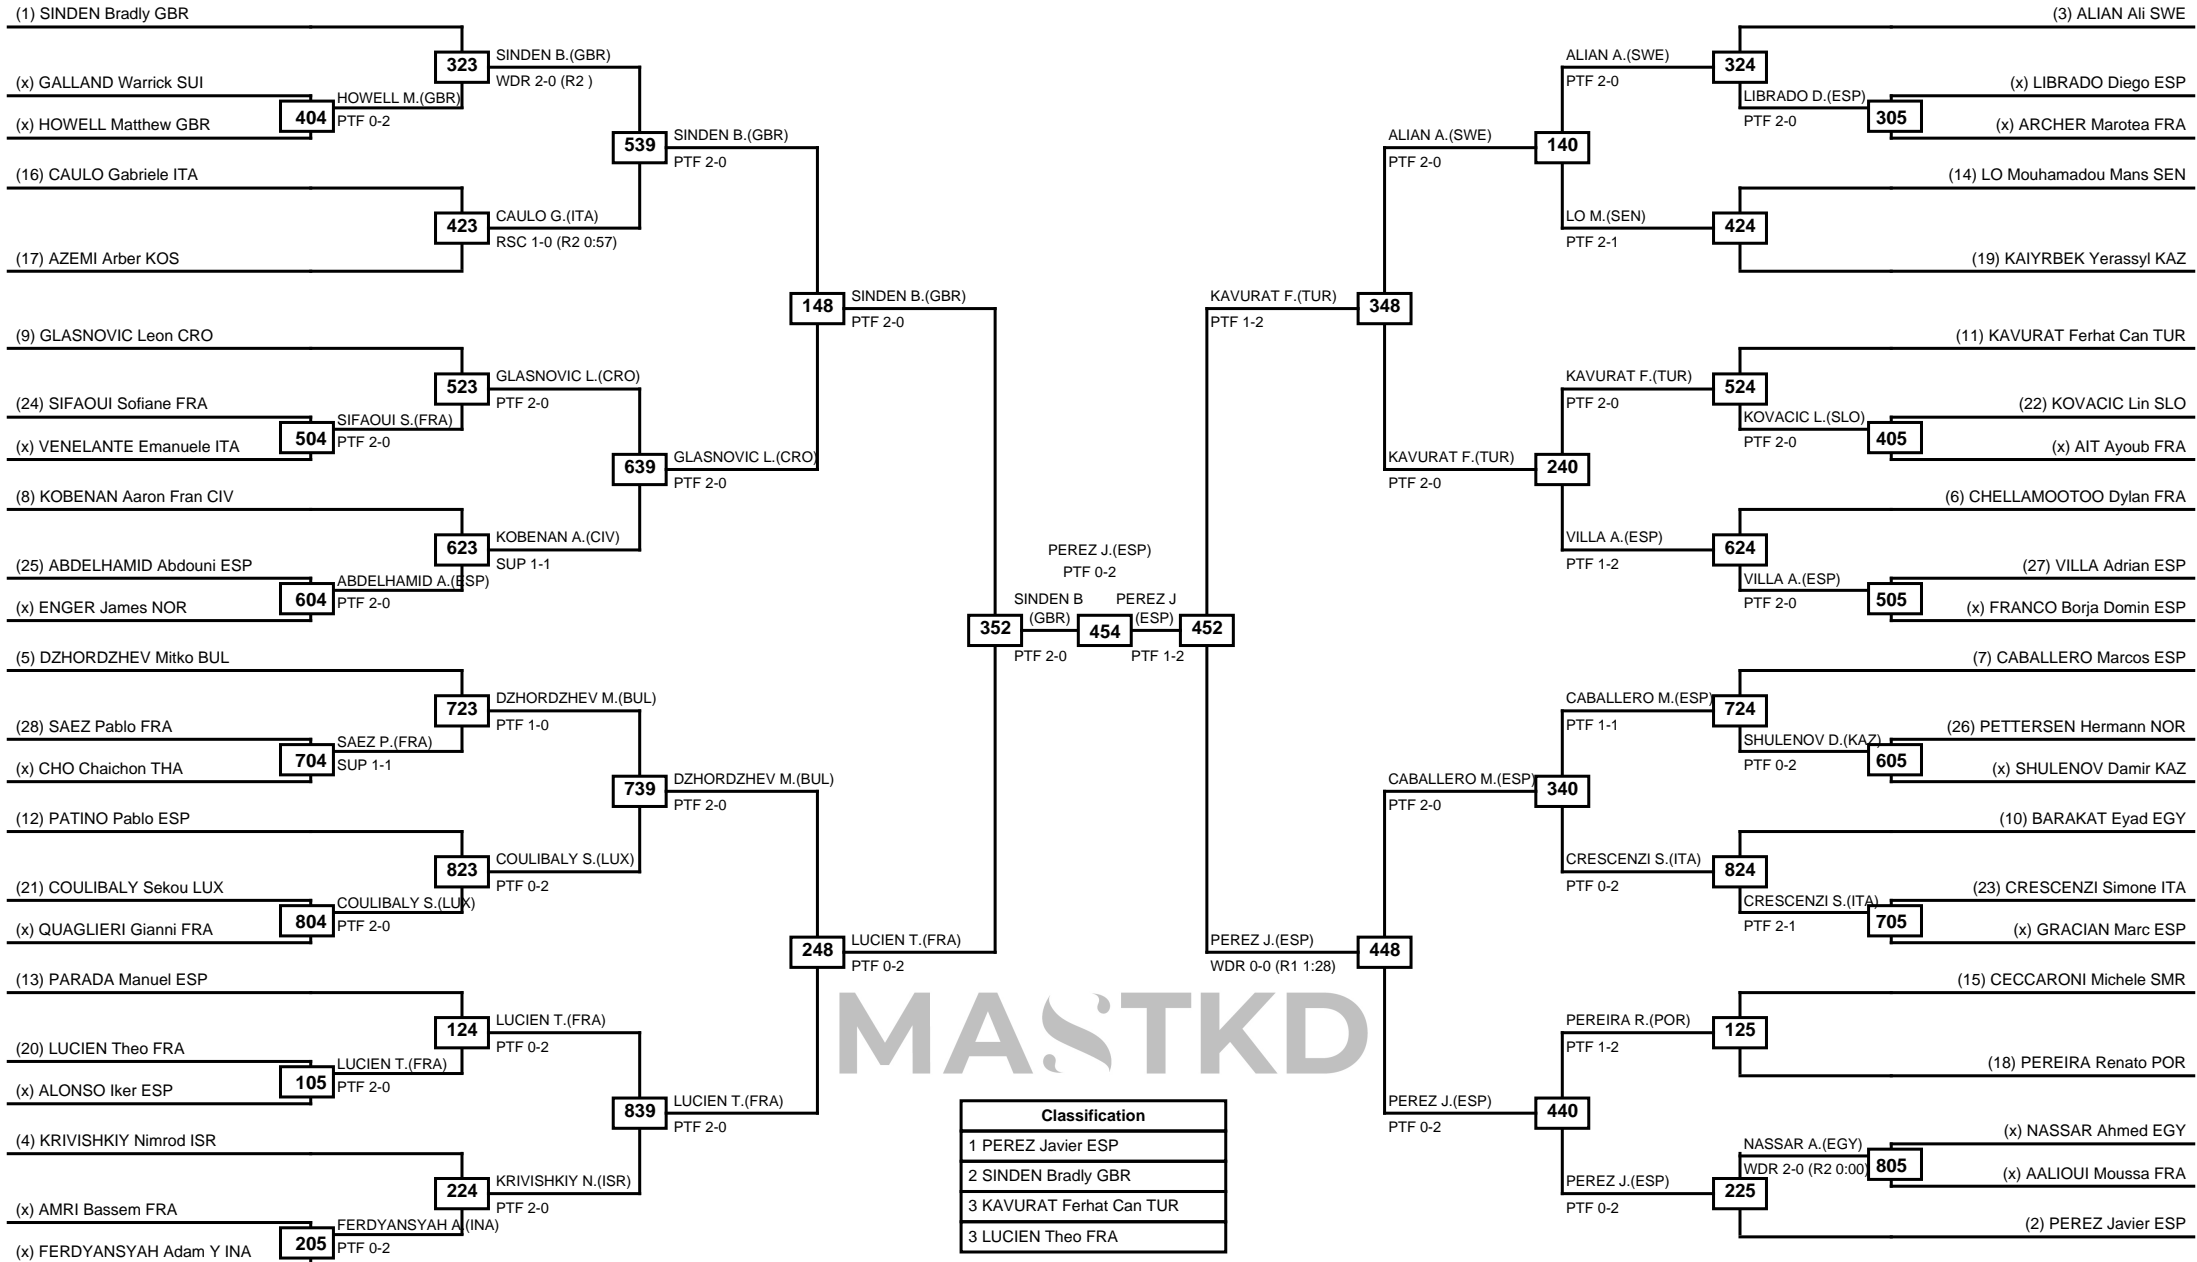 (1) SINDEN Bradly GBR
(x) GALLAND Warrick SUI
(x) HOWELL Matthew GBR
(16) CAULO Gabriele ITA
(17) AZEMI Arber KOS
(9) GLASNOVIC Leon CRO
(24) SIFAOUI Sofiane FRA
(x) VENELANTE Emanuele ITA
(8) KOBENAN Aaron Fran CIV
(25) ABDELHAMID Abdouni ESP
(x) ENGER James NOR
(5) DZHORDZHEV Mitko BUL
(28) SAEZ Pablo FRA
(x) CHO Chaichon THA
(12) PATINO Pablo ESP
(21) COULIBALY Sekou LUX
(x) QUAGLIERI Gianni FRA
(13) PARADA Manuel ESP
(20) LUCIEN Theo FRA
(x) ALONSO Iker ESP
(4) KRIVISHKIY Nimrod ISR
(x) AMRI Bassem FRA
(x) FERDYANSYAH Adam Y INA
404
HOWELL M.(GBR)
PTF 0-2
504
SIFAOUI S.(FRA)
PTF 2-0
604
ABDELHAMID A.(ESP)
PTF 2-0
704
SAEZ P.(FRA)
SUP 1-1
804
COULIBALY S.(LUX)
PTF 2-0
105
LUCIEN T.(FRA)
PTF 2-0
205
FERDYANSYAH A.(INA)
PTF 0-2
323
SINDEN B.(GBR)
WDR 2-0 (R2 )
423
CAULO G.(ITA)
RSC 1-0 (R2 0:57)
523
GLASNOVIC L.(CRO)
PTF 2-0
623
KOBENAN A.(CIV)
SUP 1-1
723
DZHORDZHEV M.(BUL)
PTF 1-0
823
COULIBALY S.(LUX)
PTF 0-2
124
LUCIEN T.(FRA)
PTF 0-2
224
KRIVISHKIY N.(ISR)
PTF 2-0
539
SINDEN B.(GBR)
PTF 2-0
639
GLASNOVIC L.(CRO)
PTF 2-0
739
DZHORDZHEV M.(BUL)
PTF 2-0
839
LUCIEN T.(FRA)
PTF 2-0
148
SINDEN B.(GBR)
PTF 2-0
248
LUCIEN T.(FRA)
PTF 0-2
352
SINDEN B
(GBR)
PTF 2-0
PEREZ J.(ESP)
PTF 0-2
454
PEREZ J
(ESP)
PTF 1-2
452
KAVURAT F.(TUR)
PTF 1-2
348
PEREZ J.(ESP)
WDR 0-0 (R1 1:28)
448
ALIAN A.(SWE)
PTF 2-0
140
KAVURAT F.(TUR)
PTF 2-0
240
CABALLERO M.(ESP)
PTF 2-0
340
PEREZ J.(ESP)
PTF 0-2
440
ALIAN A.(SWE)
PTF 2-0
324
LO M.(SEN)
PTF 2-1
424
KAVURAT F.(TUR)
PTF 2-0
524
VILLA A.(ESP)
PTF 1-2
624
CABALLERO M.(ESP)
PTF 1-1
724
CRESCENZI S.(ITA)
PTF 0-2
824
PEREIRA R.(POR)
PTF 1-2
125
PEREZ J.(ESP)
PTF 0-2
225
LIBRADO D.(ESP)
PTF 2-0
305
KOVACIC L.(SLO)
PTF 2-0
405
VILLA A.(ESP)
PTF 2-0
505
SHULENOV D.(KAZ)
PTF 0-2
605
CRESCENZI S.(ITA)
PTF 2-1
705
NASSAR A.(EGY)
WDR 2-0 (R2 0:00)
805
(3) ALIAN Ali SWE
(x) LIBRADO Diego ESP
(x) ARCHER Marotea FRA
(14) LO Mouhamadou Mans SEN
(19) KAIYRBEK Yerassyl KAZ
(11) KAVURAT Ferhat Can TUR
(22) KOVACIC Lin SLO
(x) AIT Ayoub FRA
(6) CHELLAMOOTOO Dylan FRA
(27) VILLA Adrian ESP
(x) FRANCO Borja Domin ESP
(7) CABALLERO Marcos ESP
(26) PETTERSEN Hermann NOR
(x) SHULENOV Damir KAZ
(10) BARAKAT Eyad EGY
(23) CRESCENZI Simone ITA
(x) GRACIAN Marc ESP
(15) CECCARONI Michele SMR
(18) PEREIRA Renato POR
(x) NASSAR Ahmed EGY
(x) AALIOUI Moussa FRA
(2) PEREZ Javier ESP
MASTKD
Classification
1 PEREZ Javier ESP
2 SINDEN Bradly GBR
3 KAVURAT Ferhat Can TUR
3 LUCIEN Theo FRA